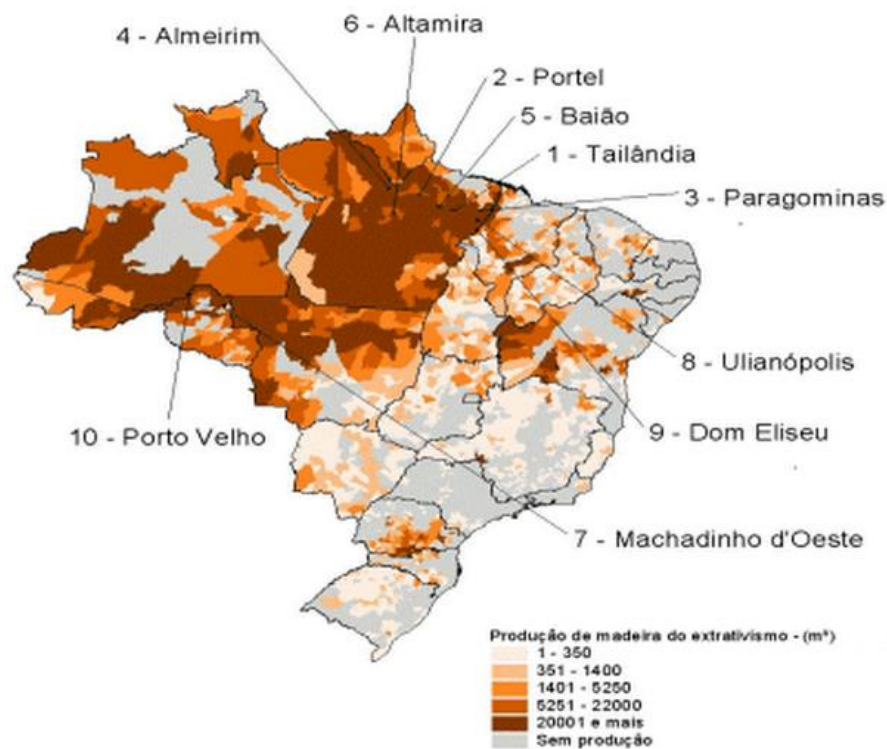 6 - Altamira
4 - Almeirim
2 - Portel
5 - Baião
1 - Tailândia
3 - Paragominas
8 - Ulianópolis
9 - Dom Eliseu
10 - Porto Velho
7 - Machadinho d'Oeste
Produção de madeira do extrativismo - (m³)
1 - 350
351 - 1400
1401 - 5250
5251 - 22000
20001 e mais
Sem produção